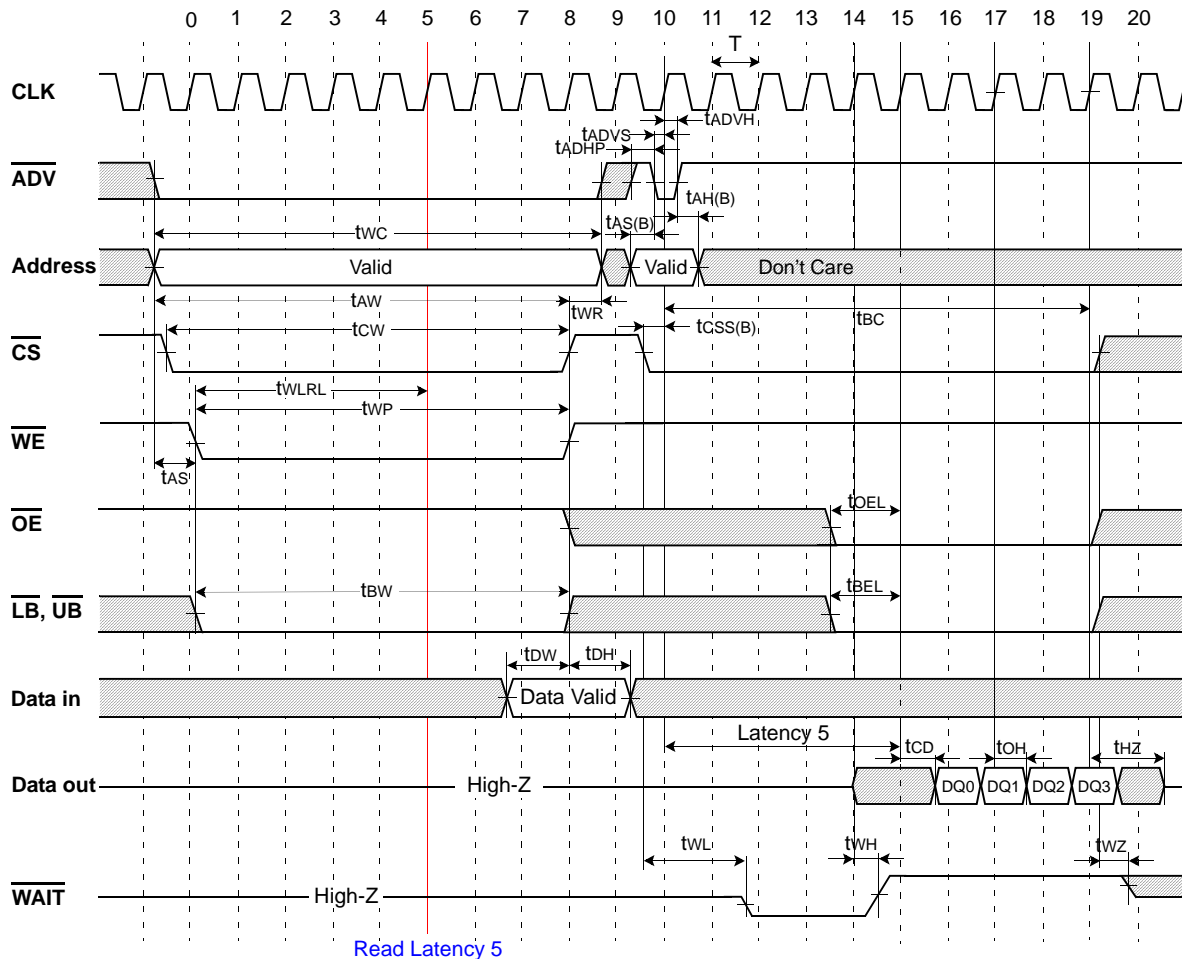 0 1 2 3 4 5 6 7 8 9 10 11 12 13 14 15 16 17 18 19 20
T
CLK
tADVH
tADVS
tADHP
ADV
tAH(B)
tAS(B)
tWC
Address
Valid
Valid
Don't Care
tAW
tWR
tBC
tCW
tCSS(B)
CS
tWLRL
tWP
WE
tAS
tOEL
OE
tBW
tBEL
LB, UB
tDW
tDH
Data in
Data Valid
Latency 5
tCD
tOH
tHZ
Data out
High-Z
DQ0 DQ1 DQ2 DQ3
tWL
tWH
tWZ
WAIT
High-Z
Read Latency 5